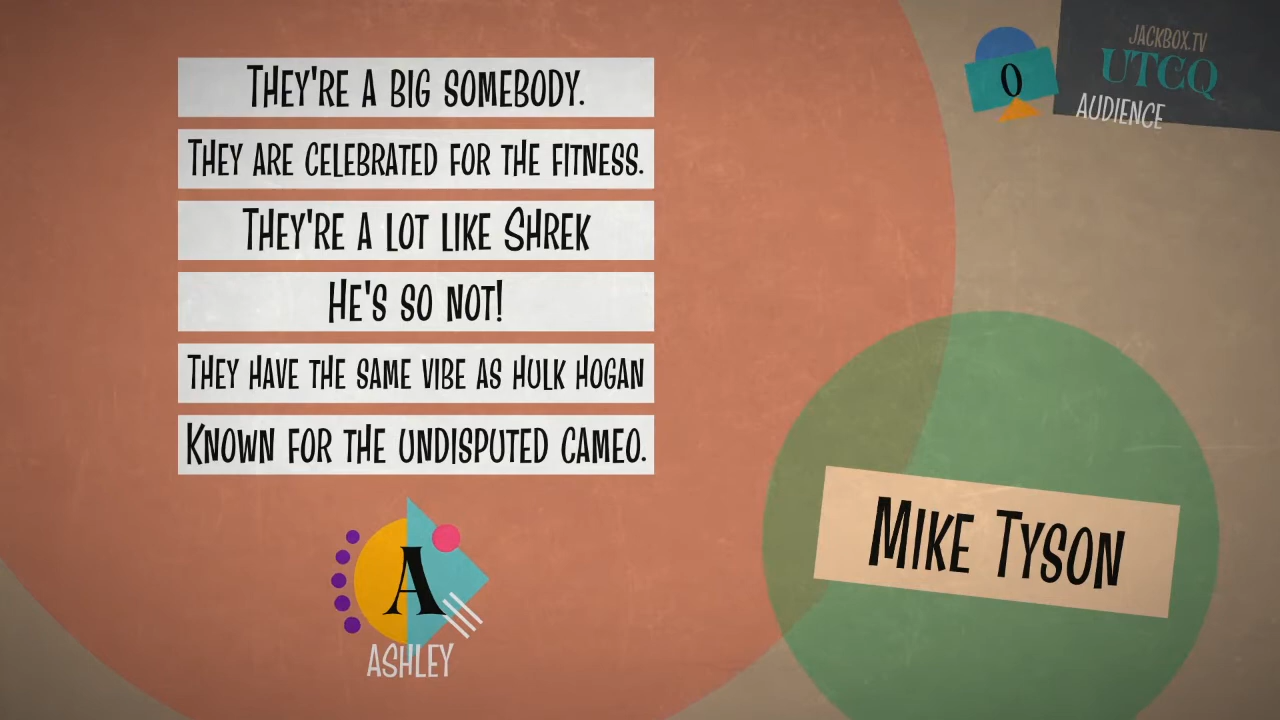 They're a big somebody.
They are celebrated for the fitness.
They're a lot like Shrek
He's so not!
They have the same vibe as Hulk Hogan
Known for the undisputed cameo.
A
Ashley
0
JACKBOX.TV
UTCQ
Audience
Mike Tyson